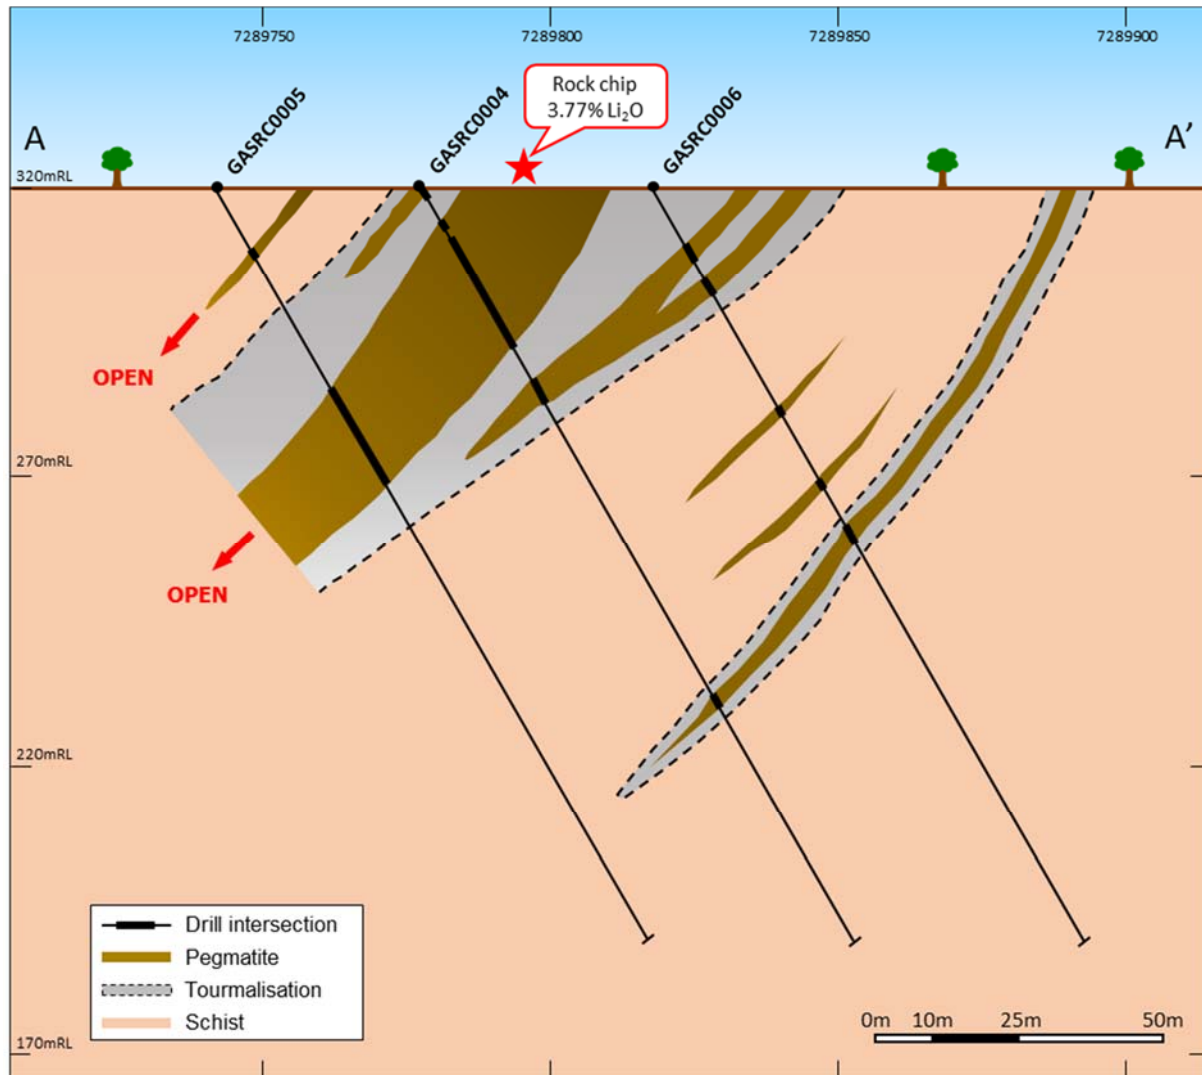 7289750
7289800
7289850
7289900
Rock chip
3.77% Li₂O
A
GASRC0005
GASRC0004
GASRC0006
A'
320mRL
OPEN
270mRL
OPEN
220mRL
Drill intersection
Pegmatite
Tourmalisation
Schist
0m 10m 25m 50m
170mRL